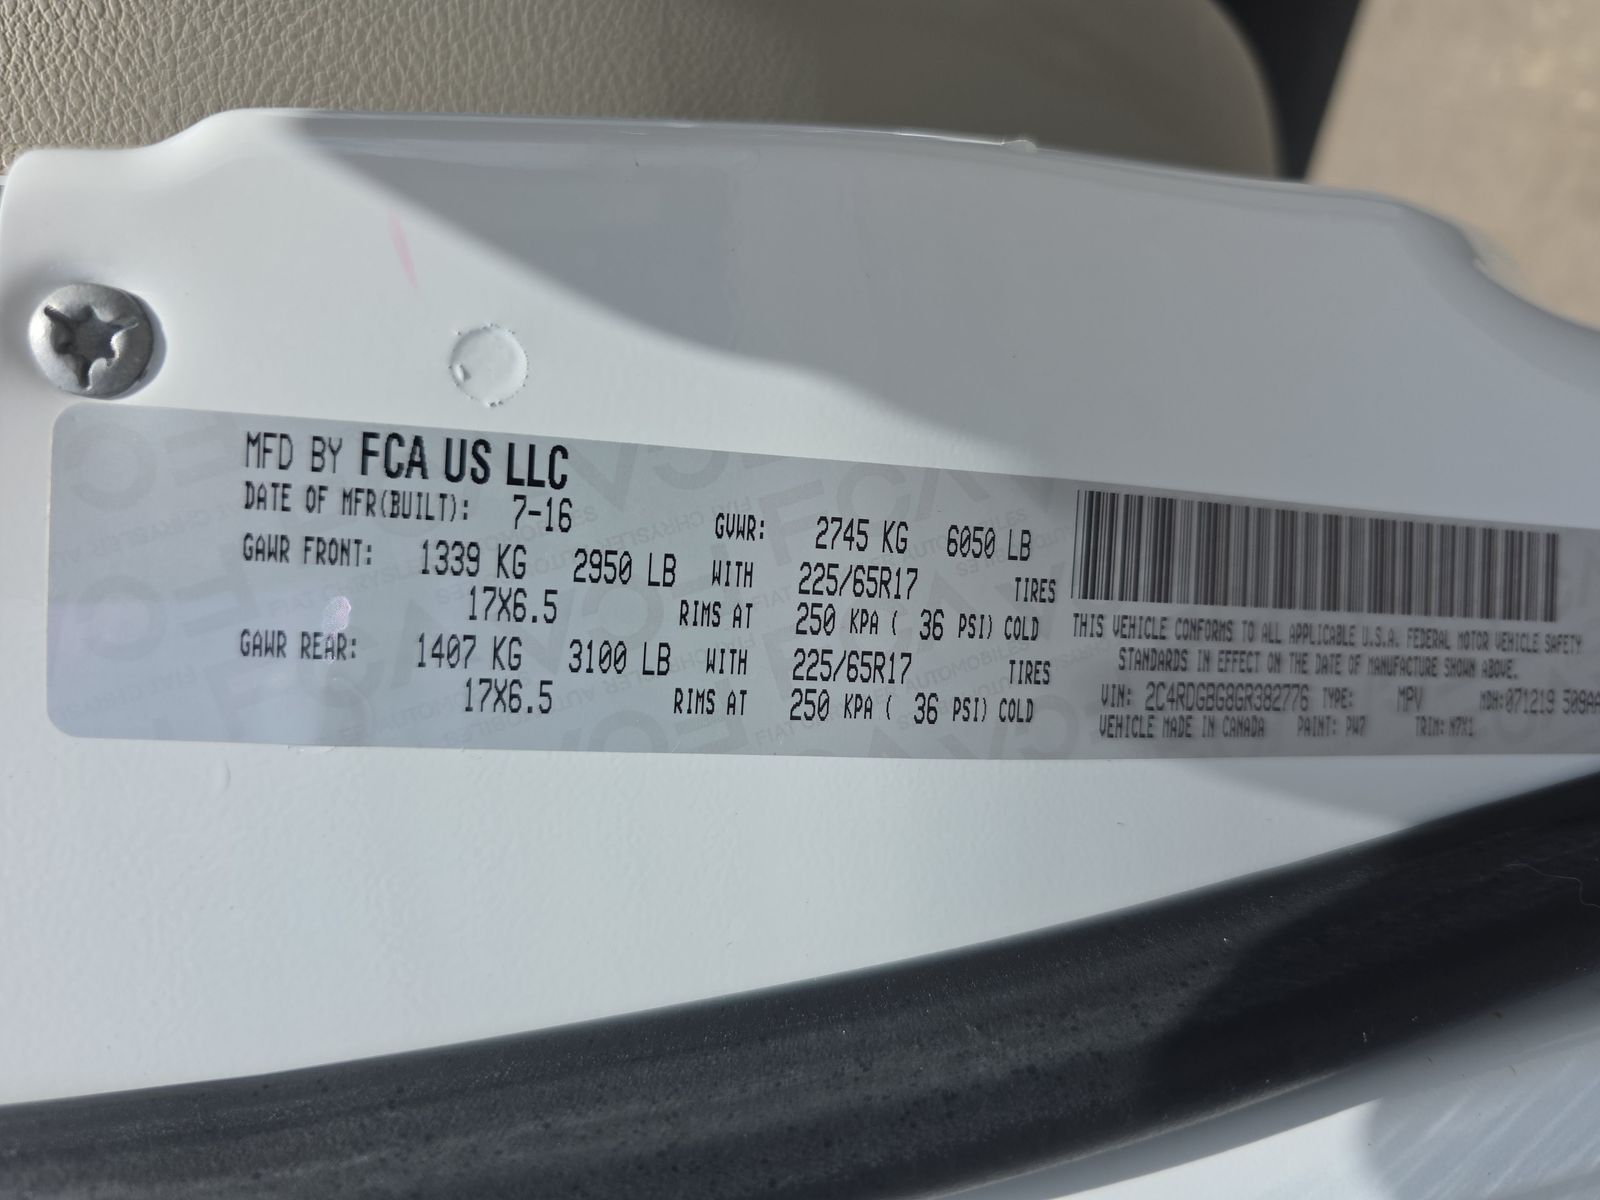 MFD BY FCA US LLC
DATE OF MFR(BUILT): 7-16 GVWR: 2745 KG 6050 LB
GAWR FRONT: 1339 KG 2950 LB WITH 225/65R17 TIRES
17X6.5 RIMS AT 250 KPA ( 36 PSI) COLD
GAWR REAR: 1407 KG 3100 LB WITH 225/65R17 TIRES
17X6.5 RIMS AT 250 KPA ( 36 PSI) COLD
THIS VEHICLE CONFORMS TO ALL APPLICABLE U.S.A. FEDERAL MOTOR VEHICLE SAFETY
STANDARDS IN EFFECT ON THE DATE OF MANUFACTURE SHOWN ABOVE.
VIN: 2C4RDGBG8GR382776 TYPE: MPV MDH:071219 509AA
VEHICLE MADE IN CANADA PAINT: PW7 TRIM: